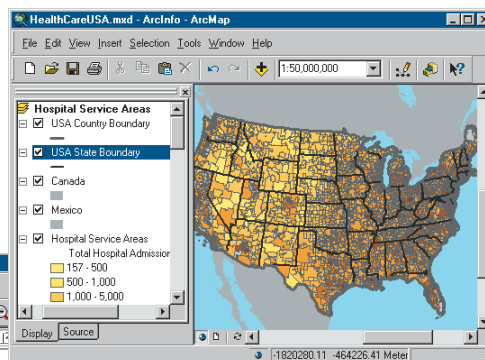 HealthCareUSA.mxd - ArcInfo - ArcMap
File Edit View Insert Selection Tools Window Help
1:50,000,000
Hospital Service Areas
USA County Boundary
USA State Boundary
Canada
Mexico
Hospital Service Areas
Total Hospital Admission
157 - 500
500 - 1,000
1,000 - 5,000
Display Source
-1820280.11 -464226.41 Meter